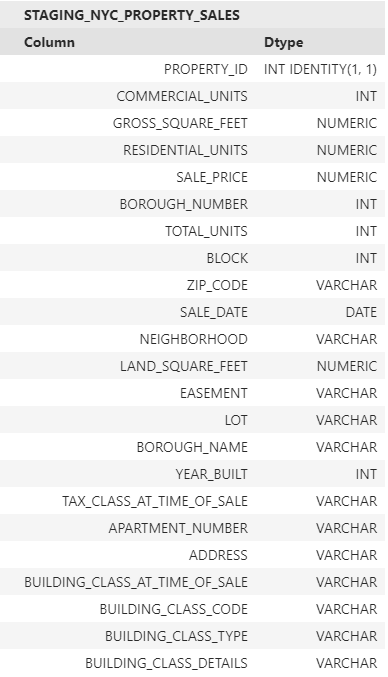 STAGING_NYC_PROPERTY_SALES
Column Dtype
PROPERTY_ID INT IDENTITY(1, 1)
COMMERCIAL_UNITS INT
GROSS_SQUARE_FEET NUMERIC
RESIDENTIAL_UNITS NUMERIC
SALE_PRICE NUMERIC
BOROUGH_NUMBER INT
TOTAL_UNITS INT
BLOCK INT
ZIP_CODE VARCHAR
SALE_DATE DATE
NEIGHBORHOOD VARCHAR
LAND_SQUARE_FEET NUMERIC
EASEMENT VARCHAR
LOT VARCHAR
BOROUGH_NAME VARCHAR
YEAR_BUILT INT
TAX_CLASS_AT_TIME_OF_SALE VARCHAR
APARTMENT_NUMBER VARCHAR
ADDRESS VARCHAR
BUILDING_CLASS_AT_TIME_OF_SALE VARCHAR
BUILDING_CLASS_CODE VARCHAR
BUILDING_CLASS_TYPE VARCHAR
BUILDING_CLASS_DETAILS VARCHAR